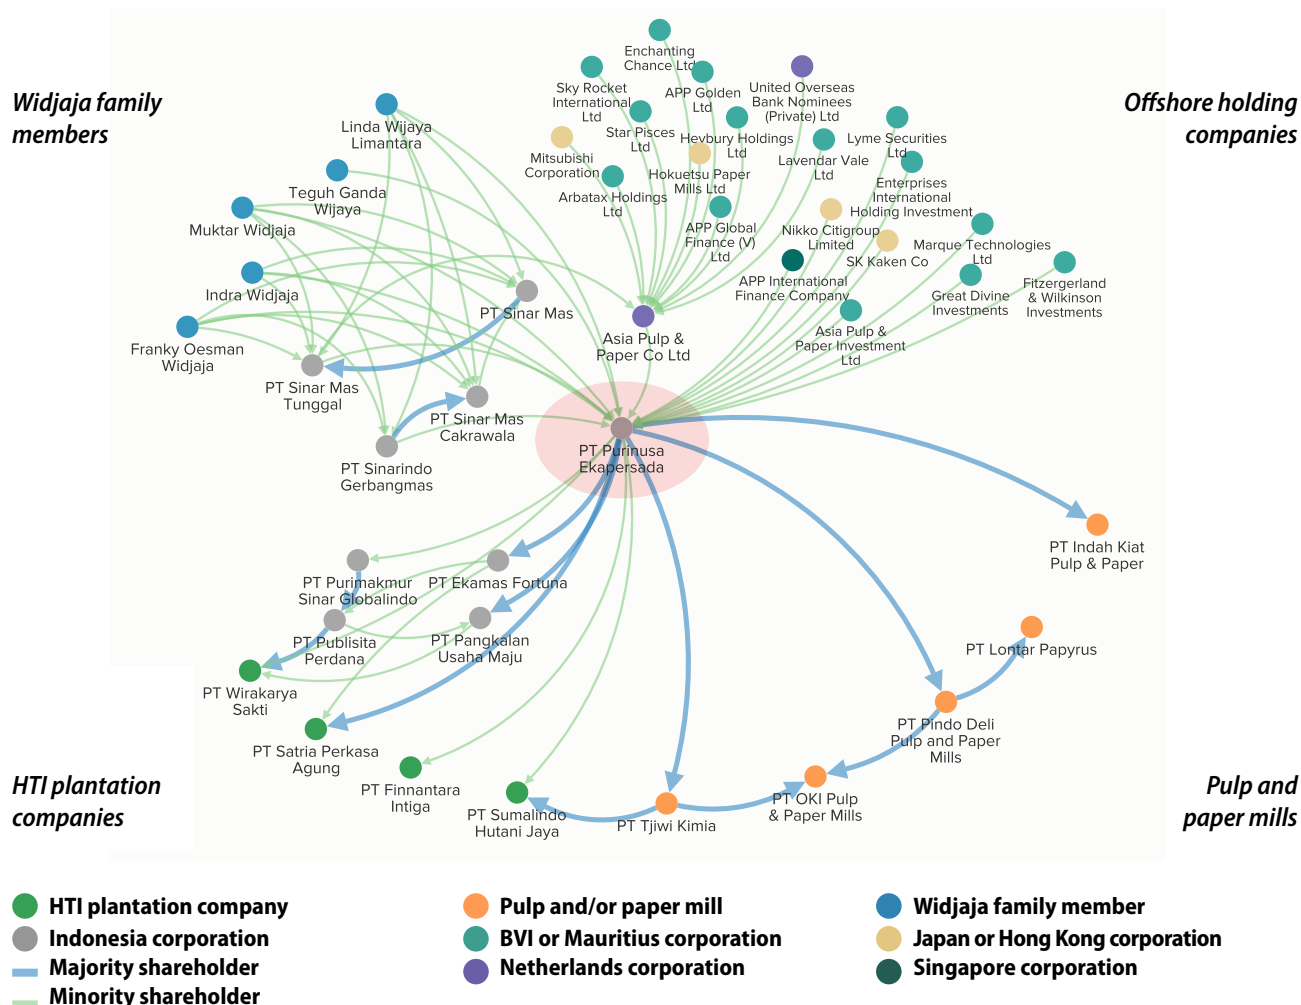 Widjaja family
members
Offshore holding
companies
Enchanting
Chance Ltd
Sky Rocket
International
Ltd
APP Golden
Ltd
United Overseas
Bank Nominees
(Private) Ltd
Linda Wijaya
Limantara
Star Pisces
Ltd
Hevbury Holdings
Ltd
Lyme Securities
Ltd
Mitsubishi
Corporation
Hokuetsu Paper
Mills Ltd
Lavendar Vale
Ltd
Teguh Ganda
Wijaya
Arbatax Holdings
Ltd
Enterprises
International
Holding Investment
Muktar Widjaja
APP Global
Finance (V)
Ltd
Nikko Citigroup
Limited
Marque Technologies
Ltd
SK Kaken Co
Indra Widjaja
APP International
Finance Company
Great Divine
Investments
Fitzergerland
& Wilkinson
Investments
PT Sinar Mas
Asia Pulp &
Paper Co Ltd
Asia Pulp &
Paper Investment
Ltd
Franky Oesman
Widjaja
PT Sinar Mas
Tunggal
PT Sinar Mas
Cakrawala
PT Purinusa
Ekapersada
PT Sinarindo
Gerbangmas
PT Indah Kiat
Pulp & Paper
PT Purimakmur
Sinar Globalindo
PT Ekamas Fortuna
PT Publisita
Perdana
PT Pangkalan
Usaha Maju
PT Lontar Papyrus
PT Wirakarya
Sakti
PT Pindo Deli
Pulp and Paper
Mills
PT Satria Perkasa
Agung
PT Finnantara
Intiga
PT Sumalindo
Hutani Jaya
PT Tjiwi Kimia
PT OKI Pulp
& Paper Mills
HTI plantation
companies
Pulp and
paper mills
HTI plantation company
Pulp and/or paper mill
Widjaja family member
Indonesia corporation
BVI or Mauritius corporation
Japan or Hong Kong corporation
Majority shareholder
Netherlands corporation
Singapore corporation
Minority shareholder